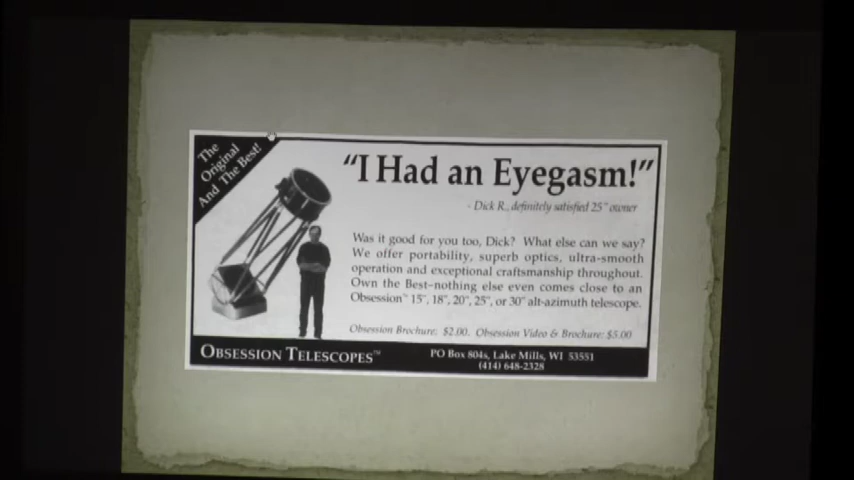 The
Original
And The Best!
“I Had an Eyegasm!”
- Dick R., definitely satisfied 25" owner
Was it good for you too, Dick? What else can we say?
We offer portability, superb optics, ultra-smooth
operation and exceptional craftsmanship throughout.
Own the Best–nothing else even comes close to an
Obsession™ 15", 18", 20", 25", or 30" alt-azimuth telescope.
Obsession Brochure: $2.00. Obsession Video & Brochure: $5.00
OBSESSION TELESCOPES™
PO Box 804s, Lake Mills, WI 53551
(414) 648-2328